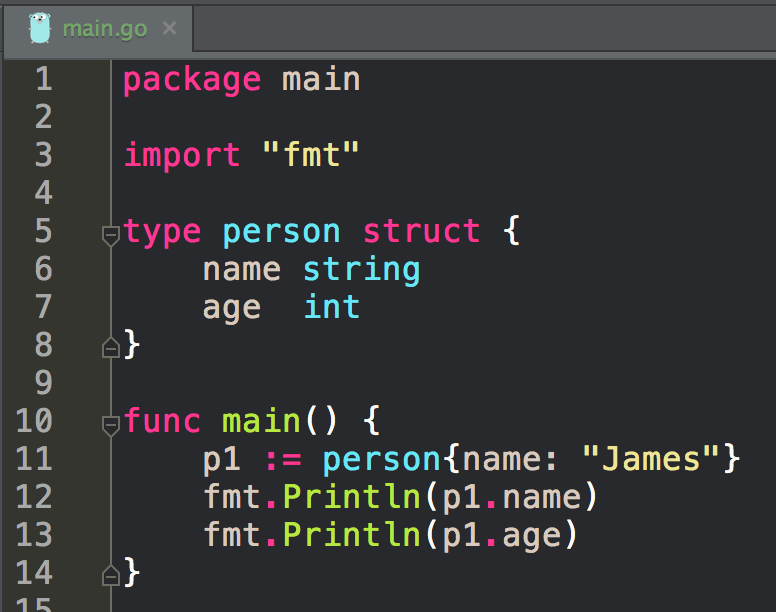 main.go ×
1 package main
2
3 import "fmt"
4
5 type person struct {
6     name string
7     age  int
8 }
9
10 func main() {
11     p1 := person{name: "James"}
12     fmt.Println(p1.name)
13     fmt.Println(p1.age)
14 }
15